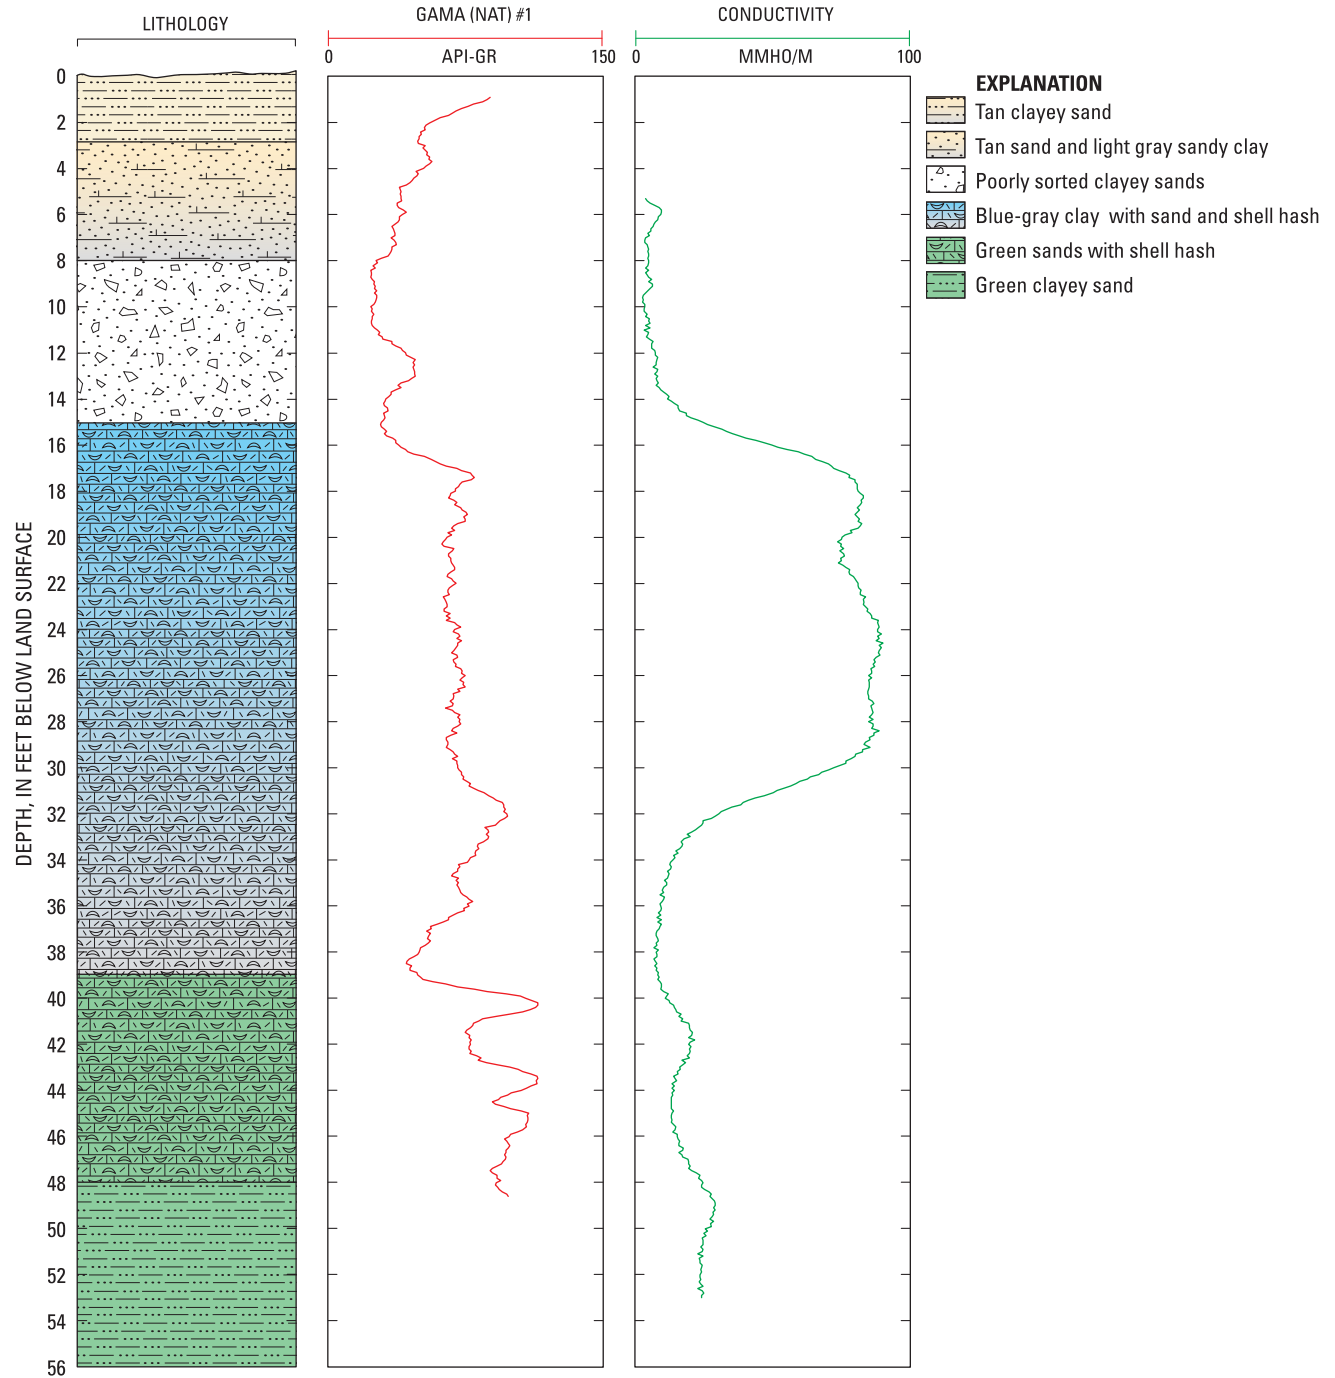 LITHOLOGY
GAMA (NAT) #1
CONDUCTIVITY
0 API-GR 150
0 MMHO/M 100
EXPLANATION
Tan clayey sand
Tan sand and light gray sandy clay
Poorly sorted clayey sands
Blue-gray clay with sand and shell hash
Green sands with shell hash
Green clayey sand
DEPTH, IN FEET BELOW LAND SURFACE
0
2
4
6
8
10
12
14
16
18
20
22
24
26
28
30
32
34
36
38
40
42
44
46
48
50
52
54
56